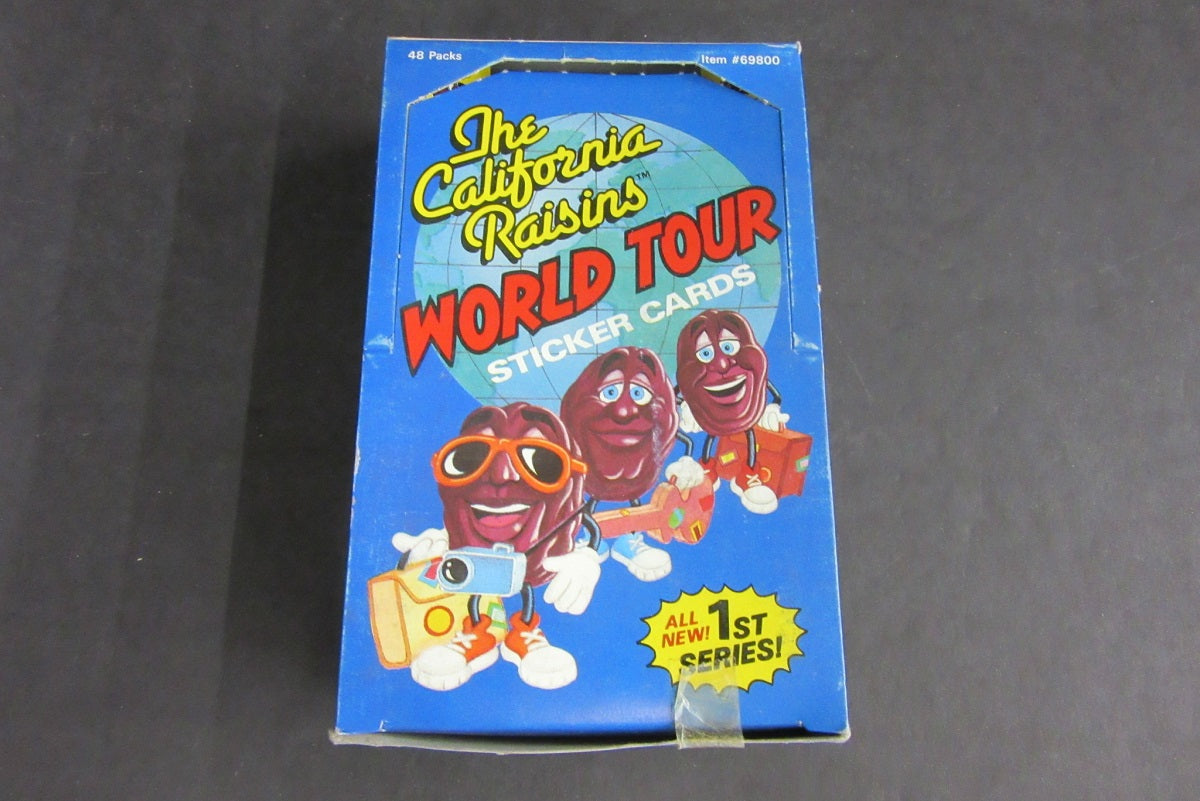 48 Packs
Item #69800
The
California
Raisins™
WORLD TOUR
STICKER CARDS
ALL
NEW! 1ST
SERIES!